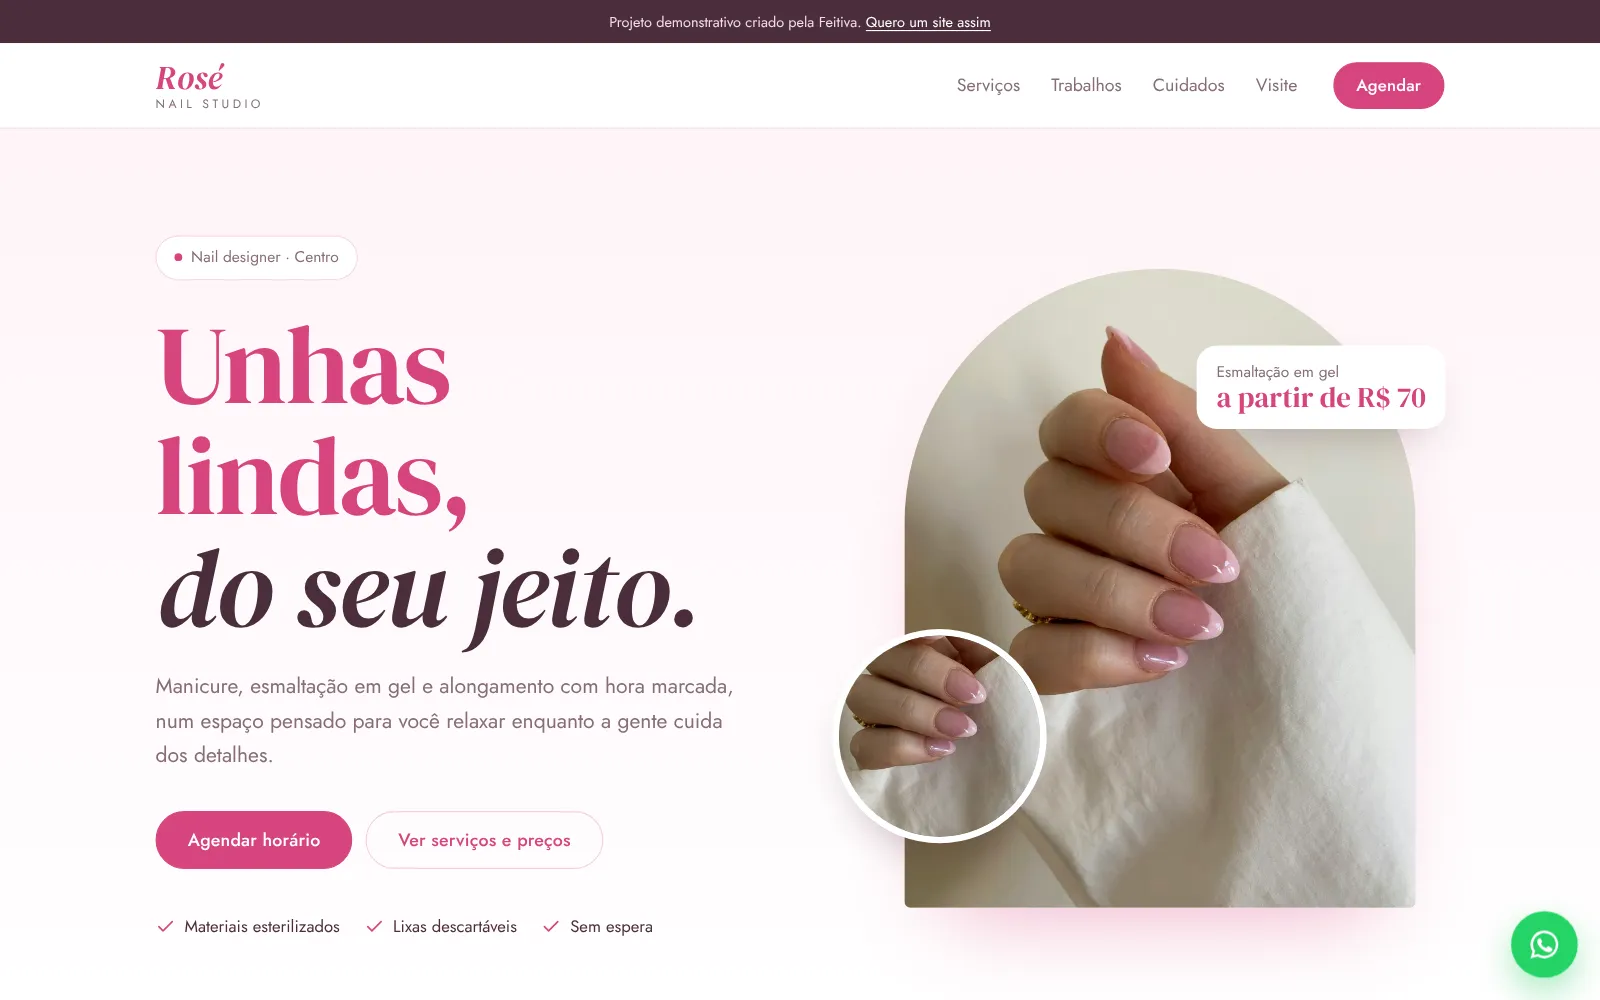 Projeto demonstrativo criado pela Feitiva. Quero um site assim
Rosé
NAIL STUDIO
Serviços
Trabalhos
Cuidados
Visite
Agendar
Nail designer · Centro
Unhas
lindas,
do seu jeito.
Manicure, esmaltação em gel e alongamento com hora marcada,
num espaço pensado para você relaxar enquanto a gente cuida
dos detalhes.
Agendar horário
Ver serviços e preços
Materiais esterilizados
Lixas descartáveis
Sem espera
Esmaltação em gel
a partir de R$ 70